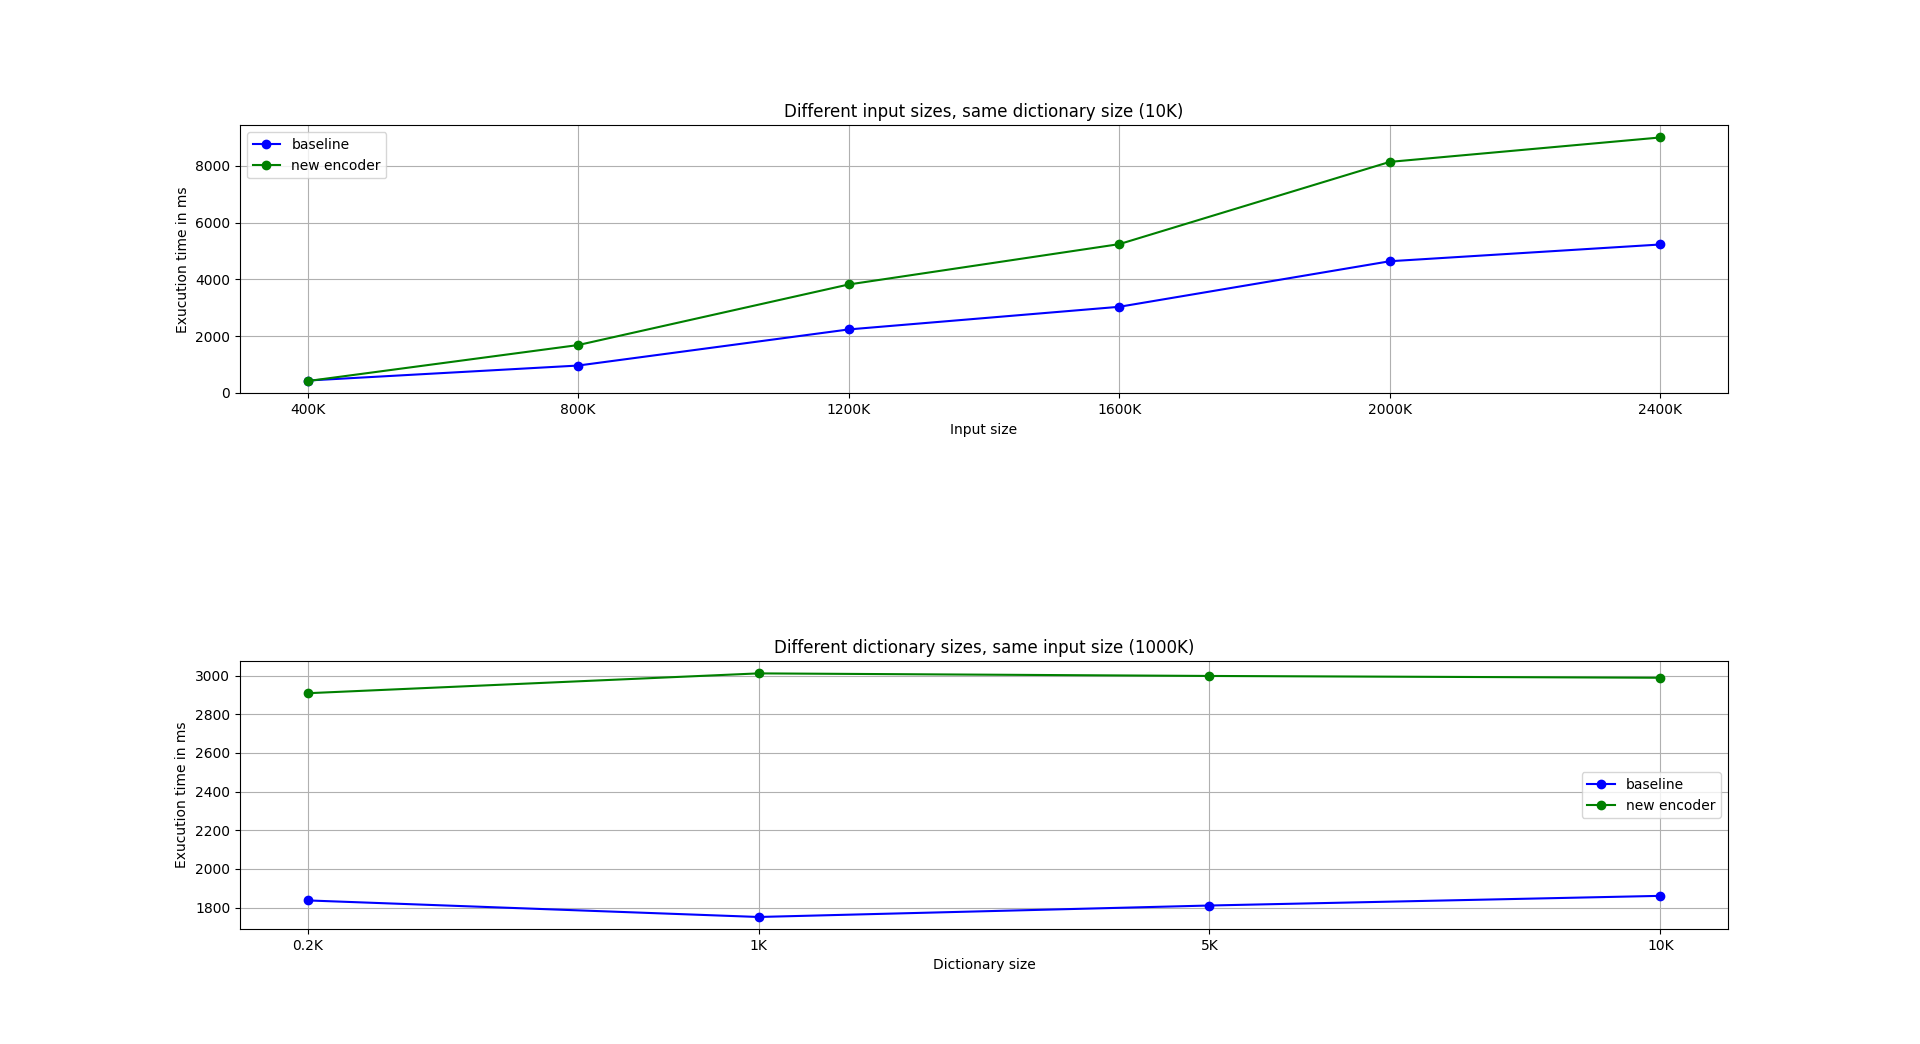 Different input sizes, same dictionary size (10K)
baseline
new encoder
Exucution time in ms
8000
6000
4000
2000
0
400K 800K 1200K 1600K 2000K 2400K
Input size
Different dictionary sizes, same input size (1000K)
Exucution time in ms
3000
2800
2600
2400
2200
2000
1800
baseline
new encoder
0.2K 1K 5K 10K
Dictionary size